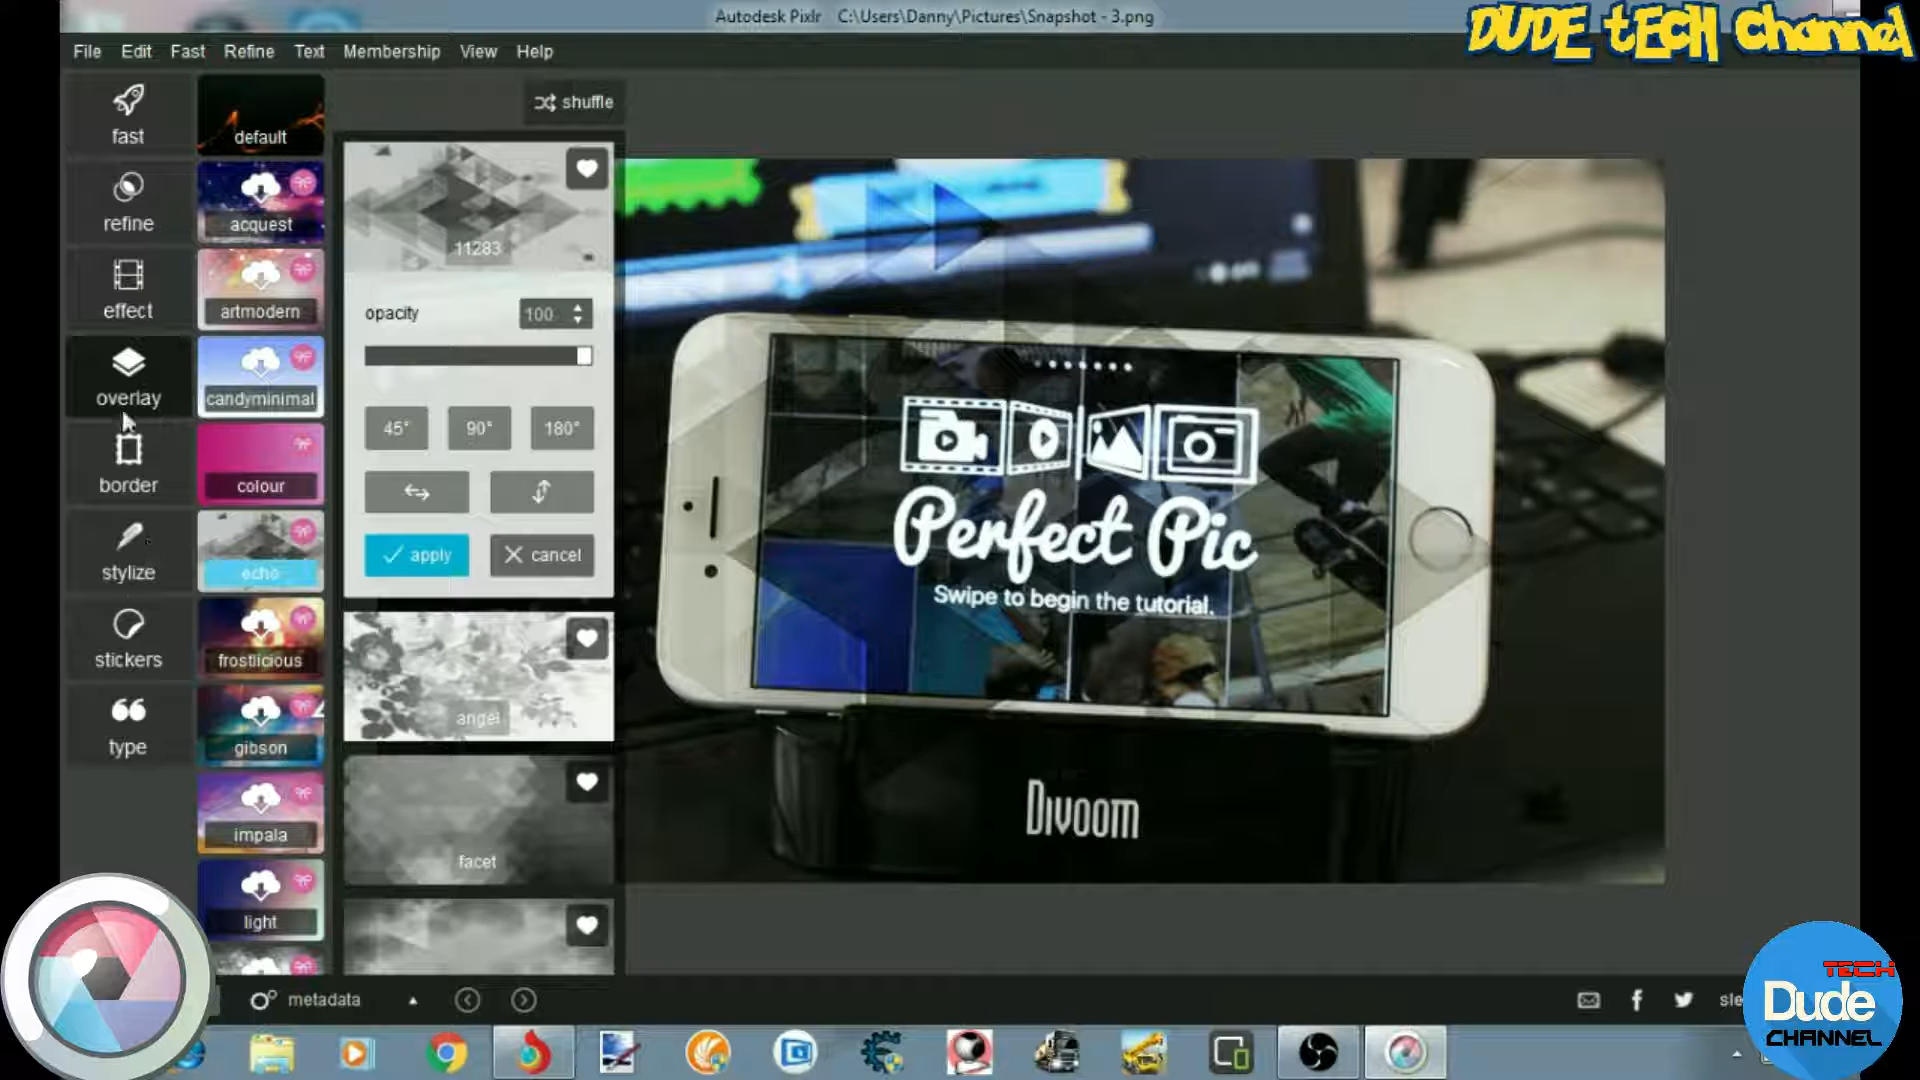 Autodesk Pixlr C:\Users\Danny\Pictures\Snapshot - 3.png
DUDE tECH Channel
File Edit Fast Refine Text Membership View Help
fast
refine
effect
overlay
border
stylize
stickers
type
default
acquest
artmodern
candyminimal
colour
echo
frostlicious
gibson
impala
light
shuffle
11283
opacity 100
45° 90° 180°
apply cancel
angel
facet
Perfect Pic
Swipe to begin the tutorial.
Divoom
metadata
sle
TECH
Dude
CHANNEL